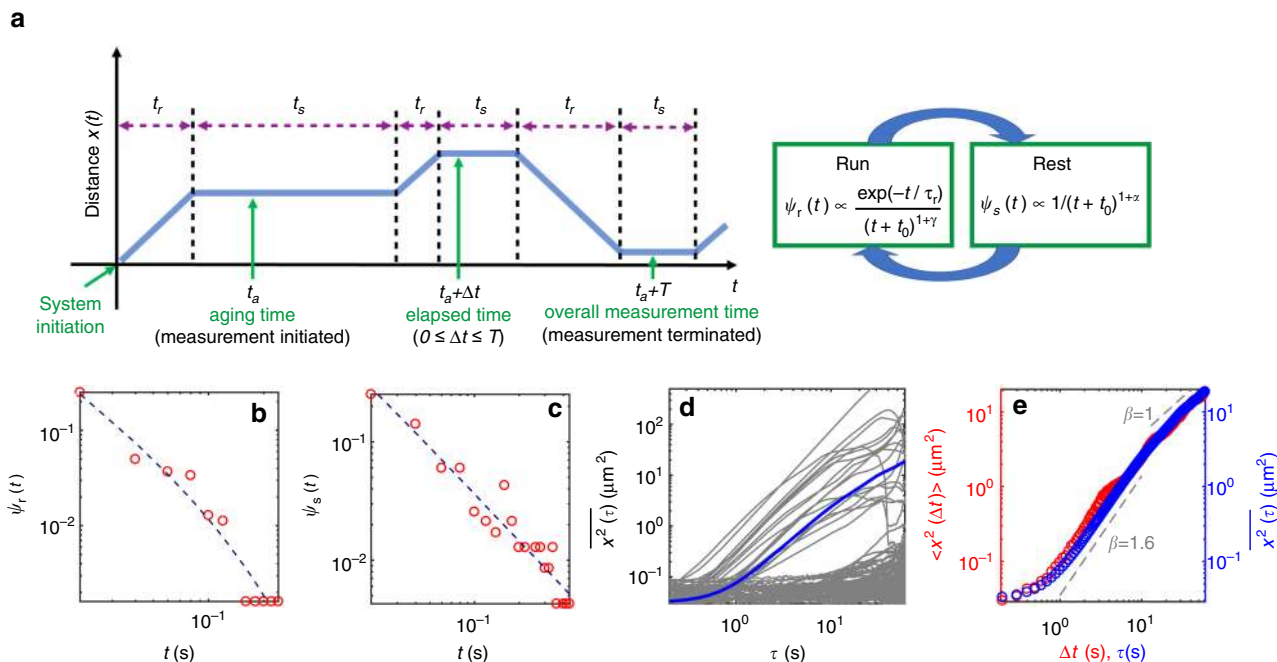 a
Distance x(t)
t_r
t_s
t_r
t_s
t_r
t_s
t
System
initiation
t_a
aging time
(measurement initiated)
t_a+Δt
elapsed time
(0 ≤ Δt ≤ T)
t_a+T
overall measurement time
(measurement terminated)
Run
ψ_r (t) ∝ exp(−t / τ_r) / (t + t_0)^{1+γ}
Rest
ψ_s (t) ∝ 1/(t + t_0)^{1+α}
b
ψ_r (t)
10^{−1}
10^{−2}
10^{−1}
t (s)
c
ψ_s (t)
10^{−1}
10^{−2}
10^{−1}
t (s)
d
\overline{x^2 (τ)} (μm^2)
10^2
10^1
10^0
10^{−1}
10^0
10^1
τ (s)
e
<x^2 (Δt)> (μm^2)
10^1
10^0
10^{−1}
β=1
β=1.6
10^1
10^0
10^{−1}
\overline{x^2 (τ)} (μm^2)
10^0
10^1
Δt (s), τ(s)